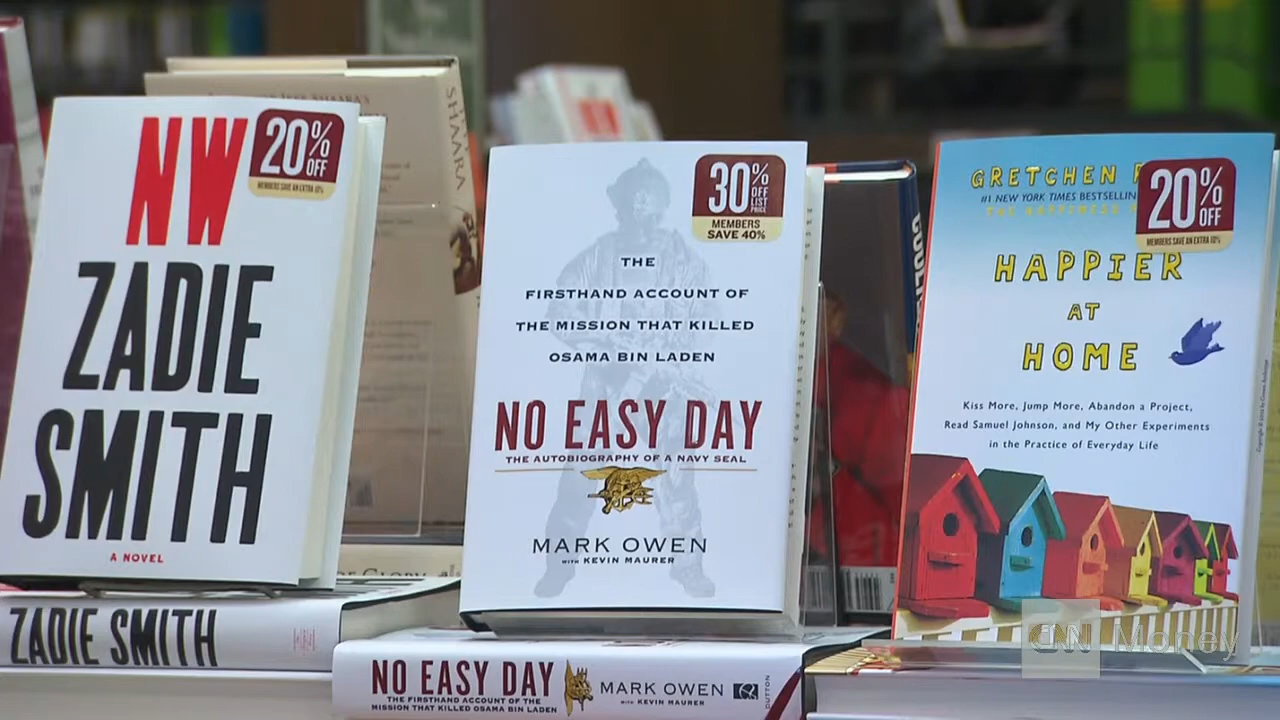 NW
20% OFF
MEMBERS SAVE AN EXTRA 10%
ZADIE
SMITH
A NOVEL
ZADIE SMITH
SHAARA'S
SHAARA
30% OFF LIST PRICE
MEMBERS
SAVE 40%
THE
FIRSTHAND ACCOUNT OF
THE MISSION THAT KILLED
OSAMA BIN LADEN
NO EASY DAY
THE AUTOBIOGRAPHY OF A NAVY SEAL
MARK OWEN
WITH KEVIN MAURER
NO EASY DAY
THE FIRSTHAND ACCOUNT OF THE
MISSION THAT KILLED OSAMA BIN LADEN
MARK OWEN
WITH KEVIN MAURER
DUTTON
GRETCHEN
#1 NEW YORK TIMES BESTSELLIN
20% OFF
MEMBERS SAVE AN EXTRA 10%
HAPPIER
AT
HOME
Kiss More, Jump More, Abandon a Project,
Read Samuel Johnson, and My Other Experiments
in the Practice of Everyday Life
CNN Money